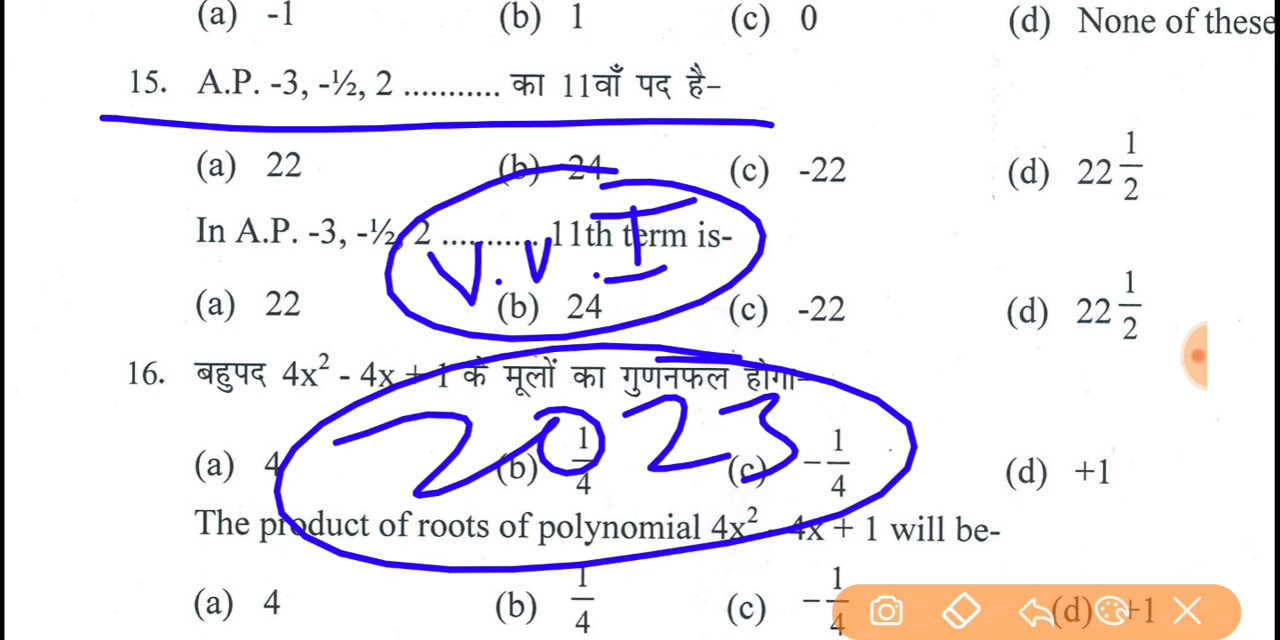 (a) -1 (b) 1 (c) 0 (d) None of these
15. A.P. -3, -½, 2 ........... का 11वाँ पद है-
(a) 22 (b) 24 (c) -22 (d) 22 1/2
In A.P. -3, -½, 2 ........... 11th term is-
V.V.I
(a) 22 (b) 24 (c) -22 (d) 22 1/2
16. बहुपद 4x² - 4x + 1 के मूलों का गुणनफल होगा-
2023
(a) 4 (b) 1/4 (c) -1/4 (d) +1
The product of roots of polynomial 4x² - 4x + 1 will be-
(a) 4 (b) 1/4 (c) -1/4 (d) +1